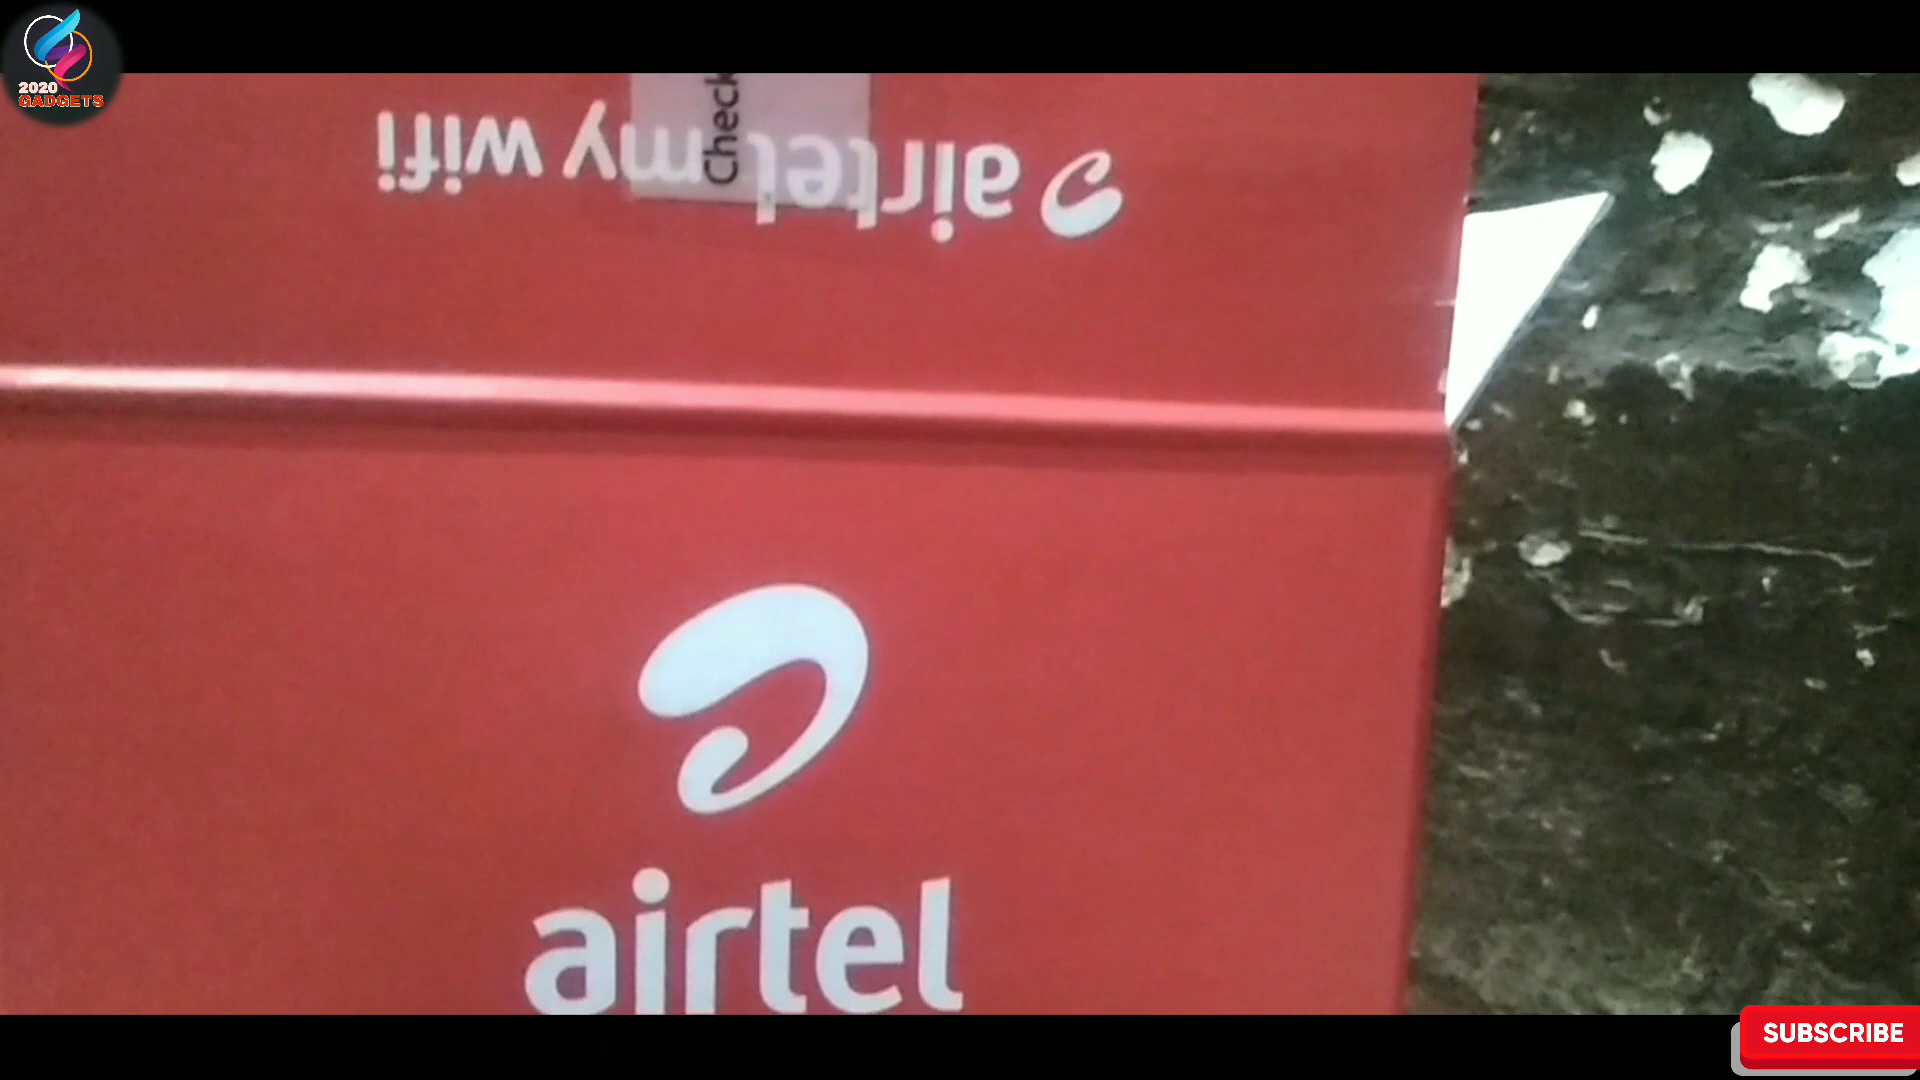 2020
GADGETS
airtel my wifi
Check
airtel
SUBSCRIBE